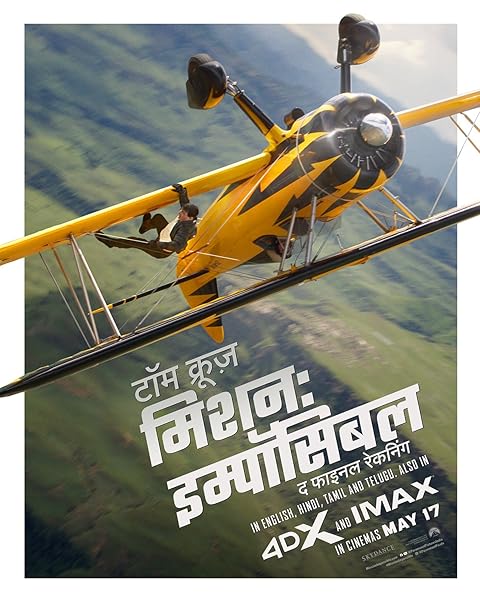 टॉम क्रूज़
मिशन:
इम्पॉसिबल
द फाइनल रेकनिंग
IN ENGLISH, HINDI, TAMIL AND TELUGU. ALSO IN
4DX AND IMAX
IN CINEMAS MAY 17
SKYDANCE